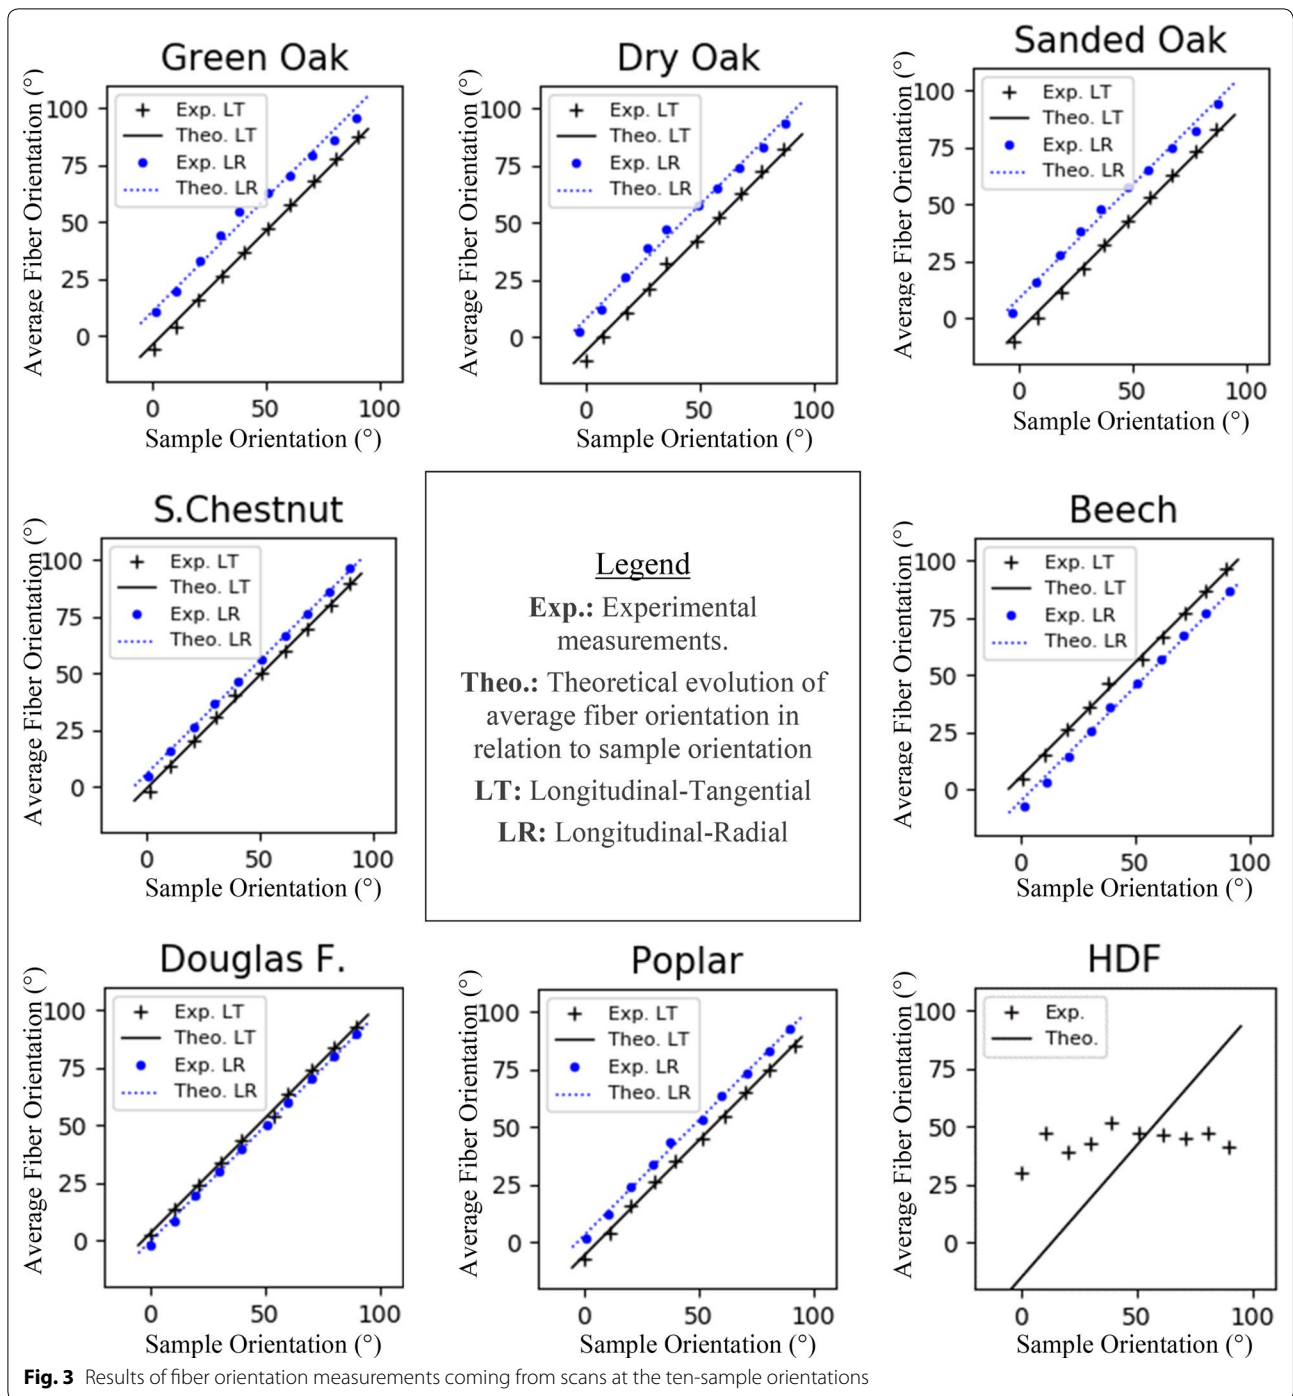 Green Oak
Average Fiber Orientation (°)
100
75
50
25
0
Exp. LT
Theo. LT
Exp. LR
Theo. LR
0 50 100
Sample Orientation (°)
Dry Oak
Average Fiber Orientation (°)
100
75
50
25
0
Exp. LT
Theo. LT
Exp. LR
Theo. LR
0 50 100
Sample Orientation (°)
Sanded Oak
Average Fiber Orientation (°)
100
75
50
25
0
Exp. LT
Theo. LT
Exp. LR
Theo. LR
0 50 100
Sample Orientation (°)
S.Chestnut
Average Fiber Orientation (°)
100
75
50
25
0
Exp. LT
Theo. LT
Exp. LR
Theo. LR
0 50 100
Sample Orientation (°)
Legend
Exp.: Experimental
measurements.
Theo.: Theoretical evolution of
average fiber orientation in
relation to sample orientation
LT: Longitudinal-Tangential
LR: Longitudinal-Radial
Beech
Average Fiber Orientation (°)
100
75
50
25
0
Exp. LT
Theo. LT
Exp. LR
Theo. LR
0 50 100
Sample Orientation (°)
Douglas F.
Average Fiber Orientation (°)
100
75
50
25
0
Exp. LT
Theo. LT
Exp. LR
Theo. LR
0 50 100
Sample Orientation (°)
Poplar
Average Fiber Orientation (°)
100
75
50
25
0
Exp. LT
Theo. LT
Exp. LR
Theo. LR
0 50 100
Sample Orientation (°)
HDF
Average Fiber Orientation (°)
100
75
50
25
0
Exp.
Theo.
0 50 100
Sample Orientation (°)
Fig. 3 Results of fiber orientation measurements coming from scans at the ten-sample orientations